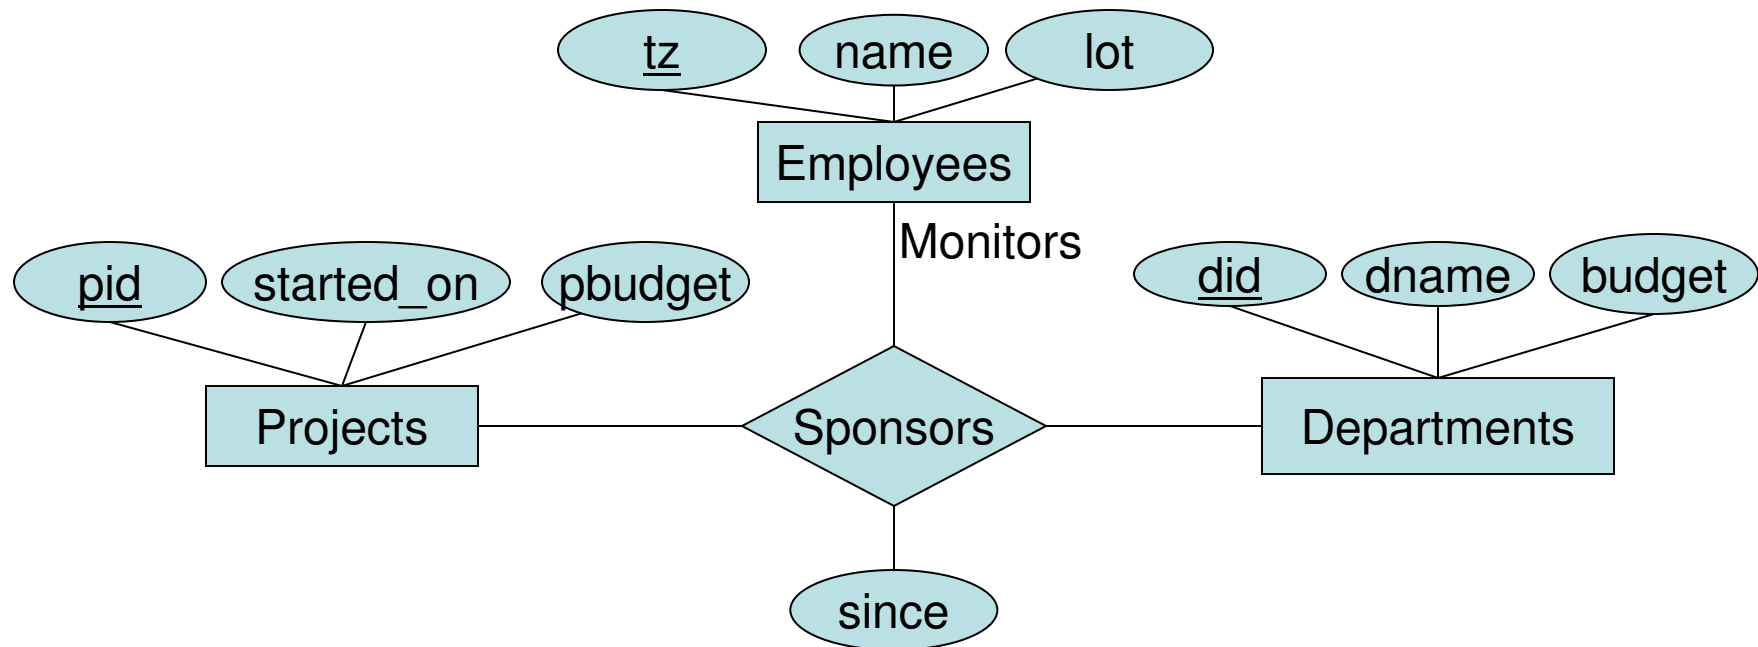 tz name lot
Employees
Monitors
pid started_on pbudget
did dname budget
Projects
Sponsors
Departments
since